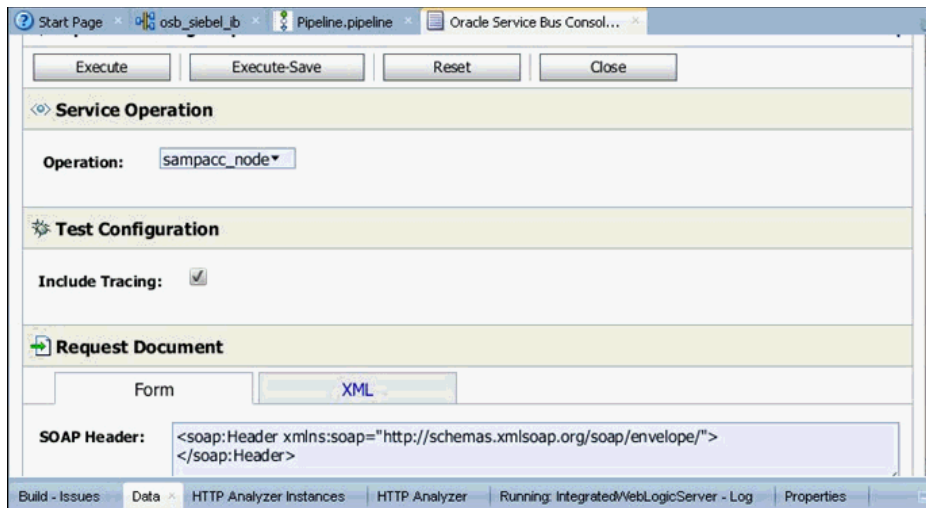 Start Page osb_siebel_ib Pipeline.pipeline Oracle Service Bus Consol...
Execute Execute-Save Reset Close
Service Operation
Operation: sampacc_node
Test Configuration
Include Tracing:
Request Document
Form XML
SOAP Header: <soap:Header xmlns:soap="http://schemas.xmlsoap.org/soap/envelope/">
</soap:Header>
Build - Issues Data HTTP Analyzer Instances HTTP Analyzer Running: IntegratedWebLogicServer - Log Properties